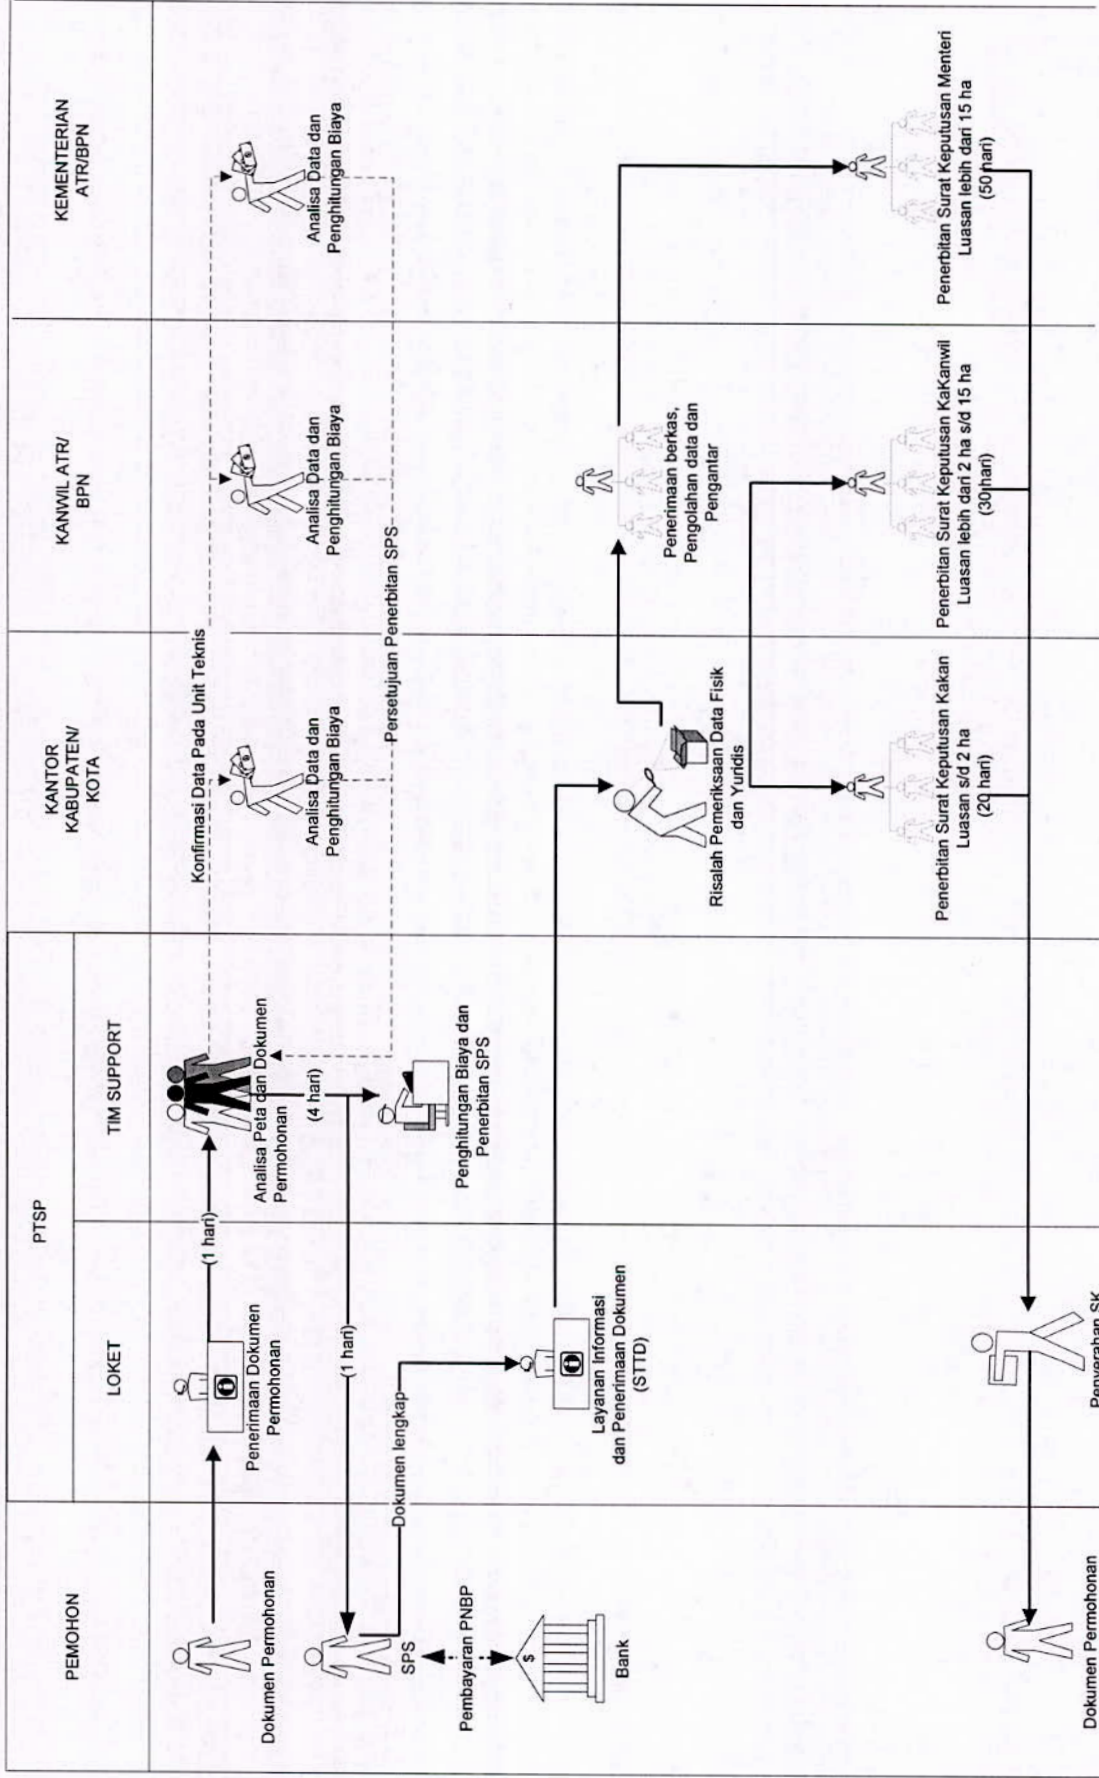 PEMOHON
PTSP
LOKET
TIM SUPPORT
KANTOR
KABUPATEN/
KOTA
KANWIL ATR/
BPN
KEMENTERIAN
ATR/BPN
Dokumen Permohonan
Penerimaan Dokumen
Permohonan
(1 hari)
Analisa Peta dan Dokumen
Permohonan
Konfirmasi Data Pada Unit Teknis
Analisa Data dan
Penghitungan Biaya
Analisa Data dan
Penghitungan Biaya
Analisa Data dan
Penghitungan Biaya
(4 hari)
Persetujuan Penerbitan SPS
Penghitungan Biaya dan
Penerbitan SPS
(1 hari)
SPS
Pembayaran PNBP
$
Bank
Dokumen lengkap
Layanan Informasi
dan Penerimaan Dokumen
(STTD)
Risalah Pemeriksaan Data Fisik
dan Yuridis
Penerimaan berkas,
Pengolahan data dan
Pengantar
Penerbitan Surat Keputusan Kakan
Luasan s/d 2 ha
(20 hari)
Penerbitan Surat Keputusan KaKanwil
Luasan lebih dari 2 ha s/d 15 ha
(30 hari)
Penerbitan Surat Keputusan Menteri
Luasan lebih dari 15 ha
(50 hari)
Penyerahan SK
Dokumen Permohonan